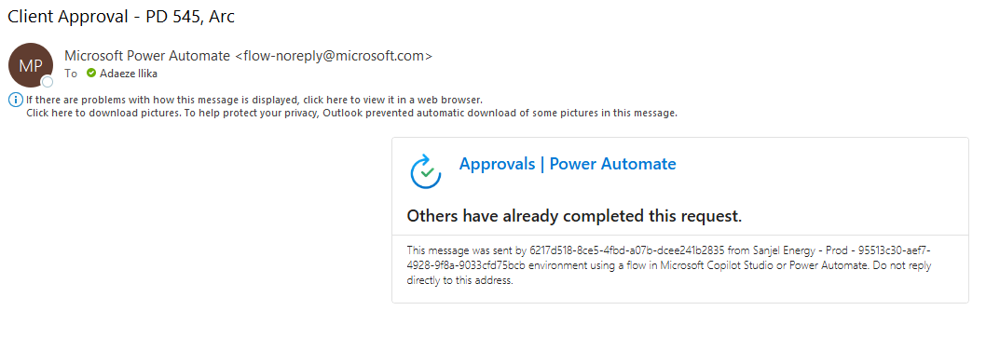 Client Approval - PD 545, Arc
MP
Microsoft Power Automate <flow-noreply@microsoft.com>
To Adaeze Ilika
If there are problems with how this message is displayed, click here to view it in a web browser.
Click here to download pictures. To help protect your privacy, Outlook prevented automatic download of some pictures in this message.
Approvals | Power Automate
Others have already completed this request.
This message was sent by 6217d518-8ce5-4fbd-a07b-dcee241b2835 from Sanjel Energy - Prod - 95513c30-aef7-
4928-9f8a-9033cfd75bcb environment using a flow in Microsoft Copilot Studio or Power Automate. Do not reply
directly to this address.